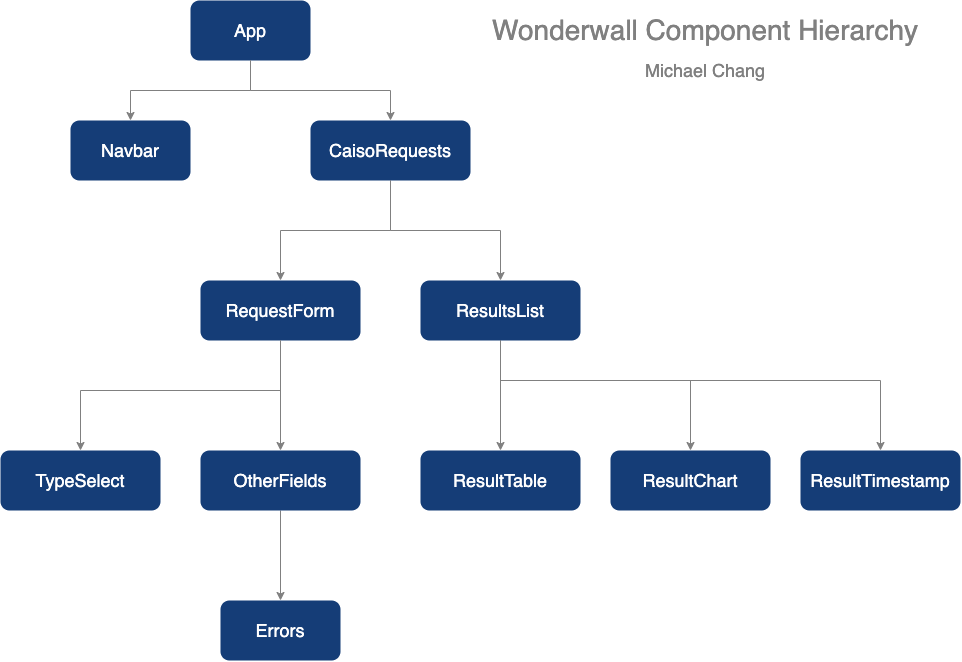 App
Wonderwall Component Hierarchy
Michael Chang
Navbar
CaisoRequests
RequestForm
ResultsList
TypeSelect
OtherFields
ResultTable
ResultChart
ResultTimestamp
Errors